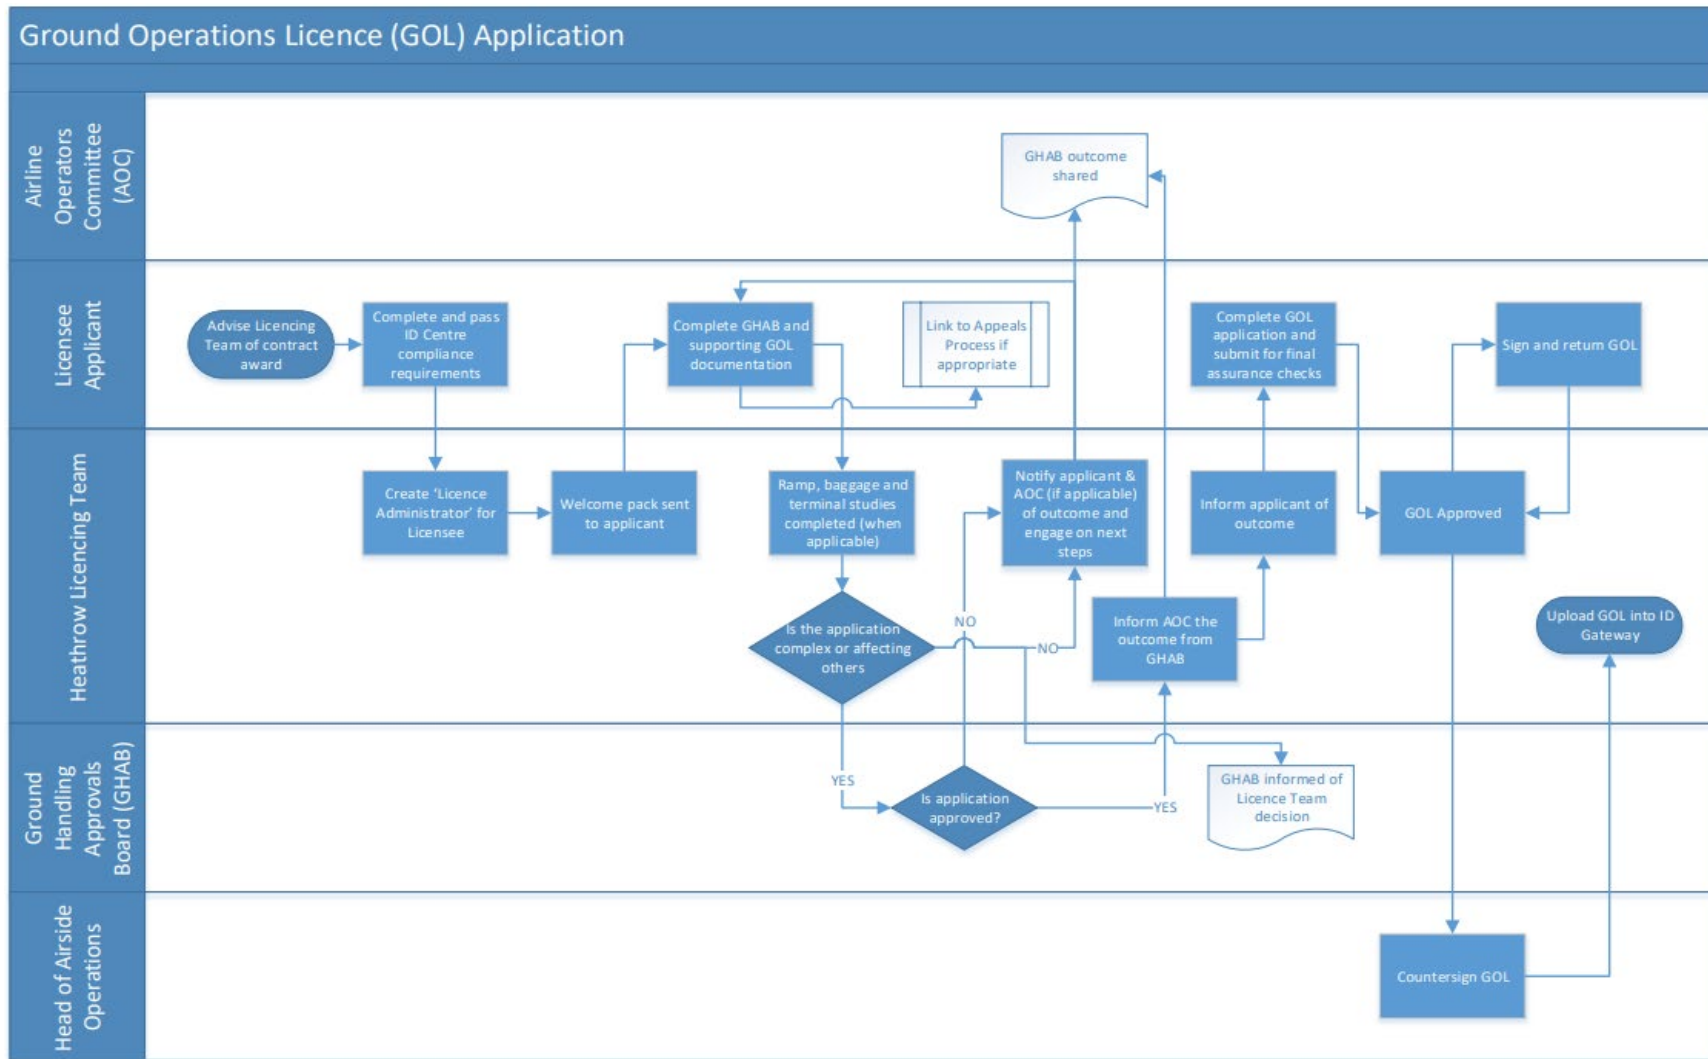 Ground Operations Licence (GOL) Application
Airline
Operators
Committee
(AOC)
GHAB outcome
shared
Licensee
Applicant
Advise Licencing
Team of contract
award
Complete and pass
ID Centre
compliance
requirements
Complete GHAB and
supporting GOL
documentation
Link to Appeals
Process if
appropriate
Complete GOL
application and
submit for final
assurance checks
Sign and return GOL
Heathrow Licencing Team
Create ‘Licence
Administrator’ for
Licensee
Welcome pack sent
to applicant
Ramp, baggage and
terminal studies
completed (when
applicable)
Notify applicant &
AOC (if applicable)
of outcome and
engage on next
steps
Inform applicant of
outcome
GOL Approved
Is the application
complex or affecting
others
NO
NO
Inform AOC the
outcome from
GHAB
Upload GOL into ID
Gateway
Ground
Handling
Approvals
Board (GHAB)
YES
Is application
approved?
YES
GHAB informed of
Licence Team
decision
Head of Airside
Operations
Countersign GOL